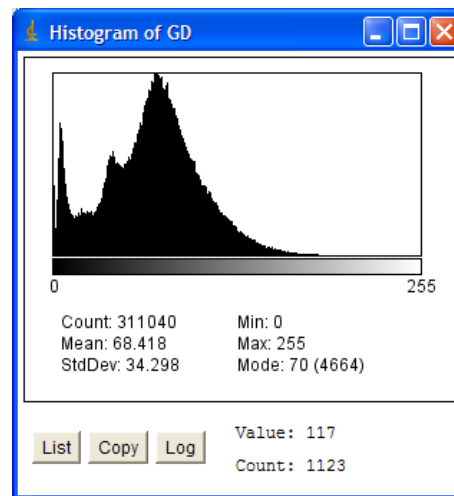 Histogram of GD
0 255
Count: 311040 Min: 0
Mean: 68.418 Max: 255
StdDev: 34.298 Mode: 70 (4664)
List Copy Log
Value: 117
Count: 1123